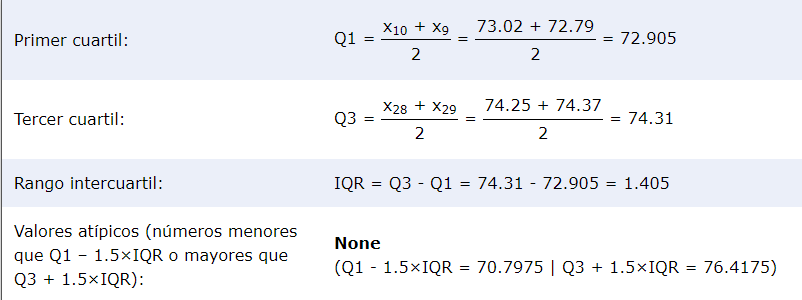 Primer cuartil:
Q1 = x10 + x9 / 2 = 73.02 + 72.79 / 2 = 72.905
Tercer cuartil:
Q3 = x28 + x29 / 2 = 74.25 + 74.37 / 2 = 74.31
Rango intercuartil:
IQR = Q3 - Q1 = 74.31 - 72.905 = 1.405
Valores atípicos (números menores
que Q1 − 1.5×IQR o mayores que
Q3 + 1.5×IQR):
None
(Q1 - 1.5×IQR = 70.7975 | Q3 + 1.5×IQR = 76.4175)